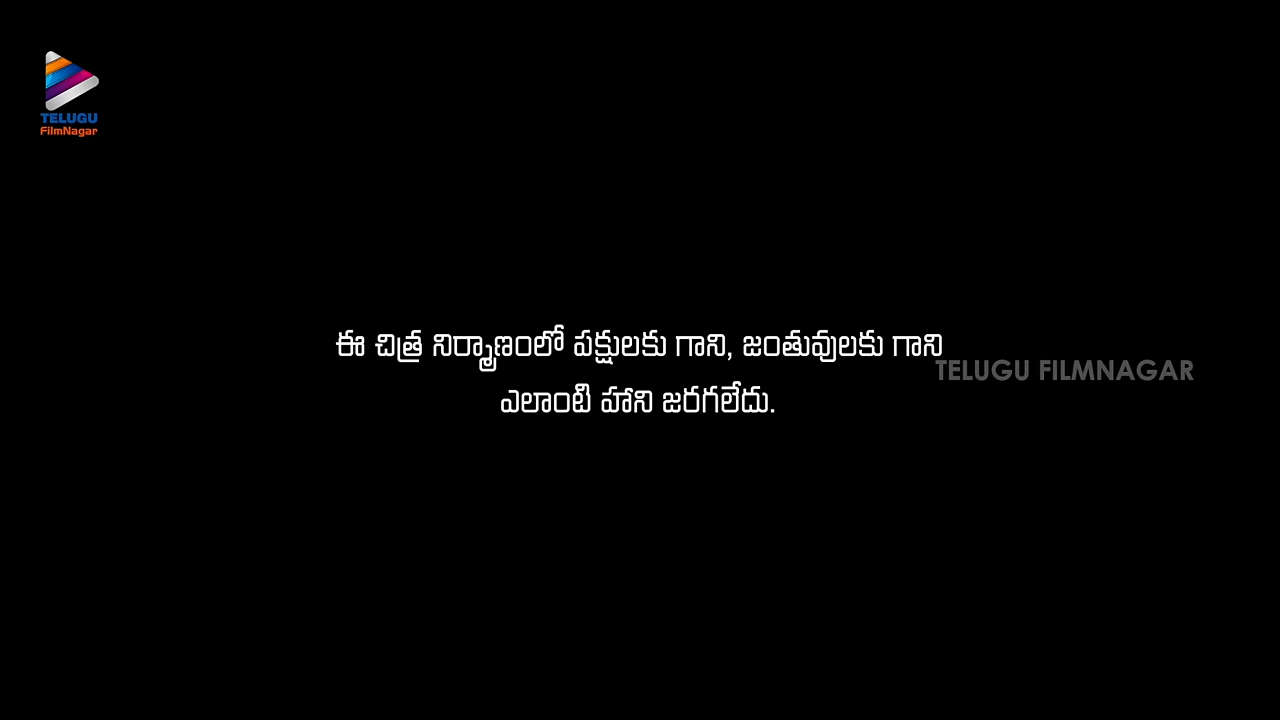 TELUGU
FilmNagar
ఈ చిత్ర నిర్మాణంలో పక్షులకు గాని, జంతువులకు గాని
TELUGU FILMNAGAR
ఎలాంటి హాని జరగలేదు.